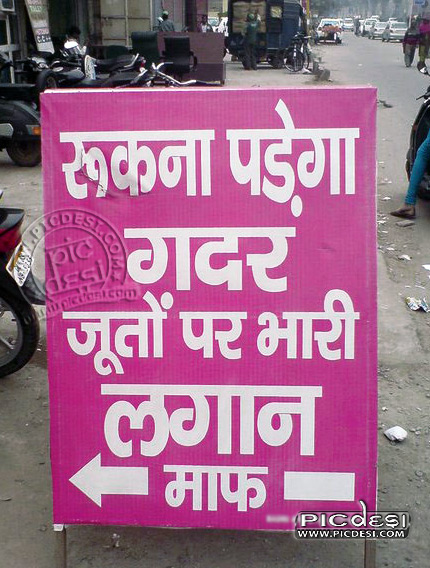 रूकना पड़ेगा
गदर
जूतों पर भारी
लगान
माफ
PICDESI
WWW.PICDESI.COM